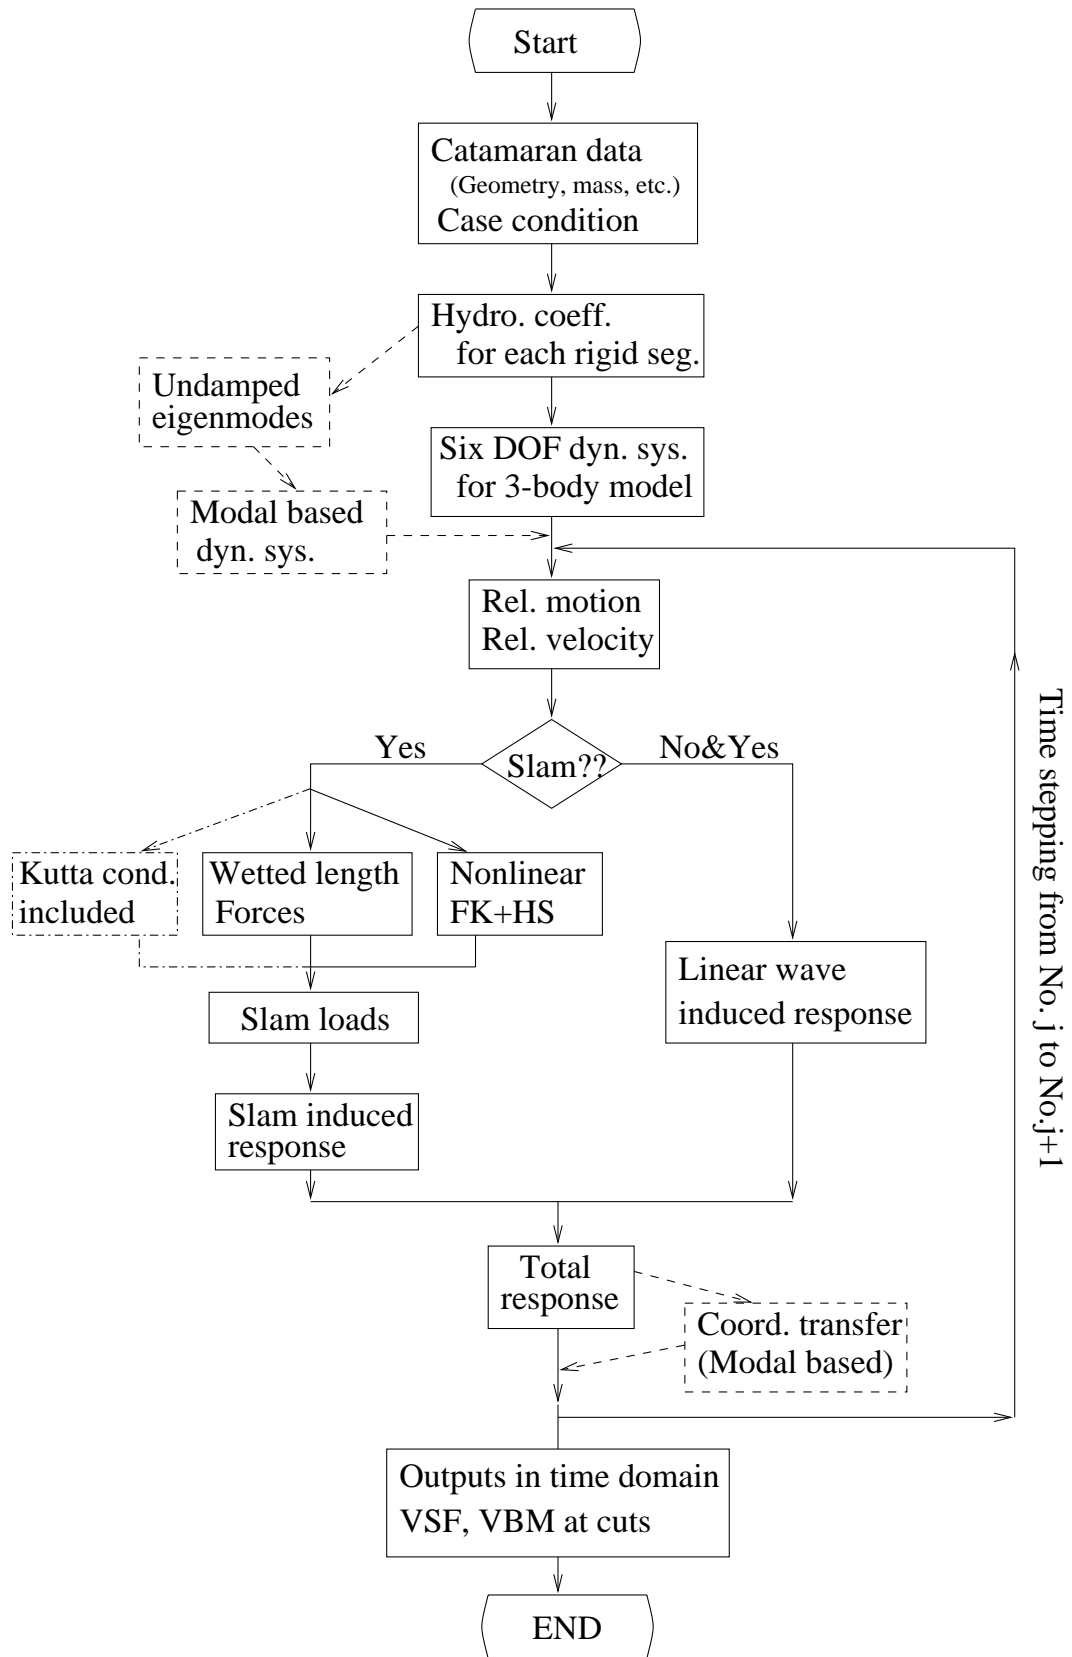 Start
Catamaran data
(Geometry, mass, etc.)
Case condition
Hydro. coeff.
for each rigid seg.
Undamped
eigenmodes
Six DOF dyn. sys.
for 3-body model
Modal based
dyn. sys.
Rel. motion
Rel. velocity
Slam??
Yes
No&Yes
Kutta cond.
included
Wetted length
Forces
Nonlinear
FK+HS
Linear wave
induced response
Slam loads
Slam induced
response
Total
response
Coord. transfer
(Modal based)
Time stepping from No. j to No.j+1
Outputs in time domain
VSF, VBM at cuts
END